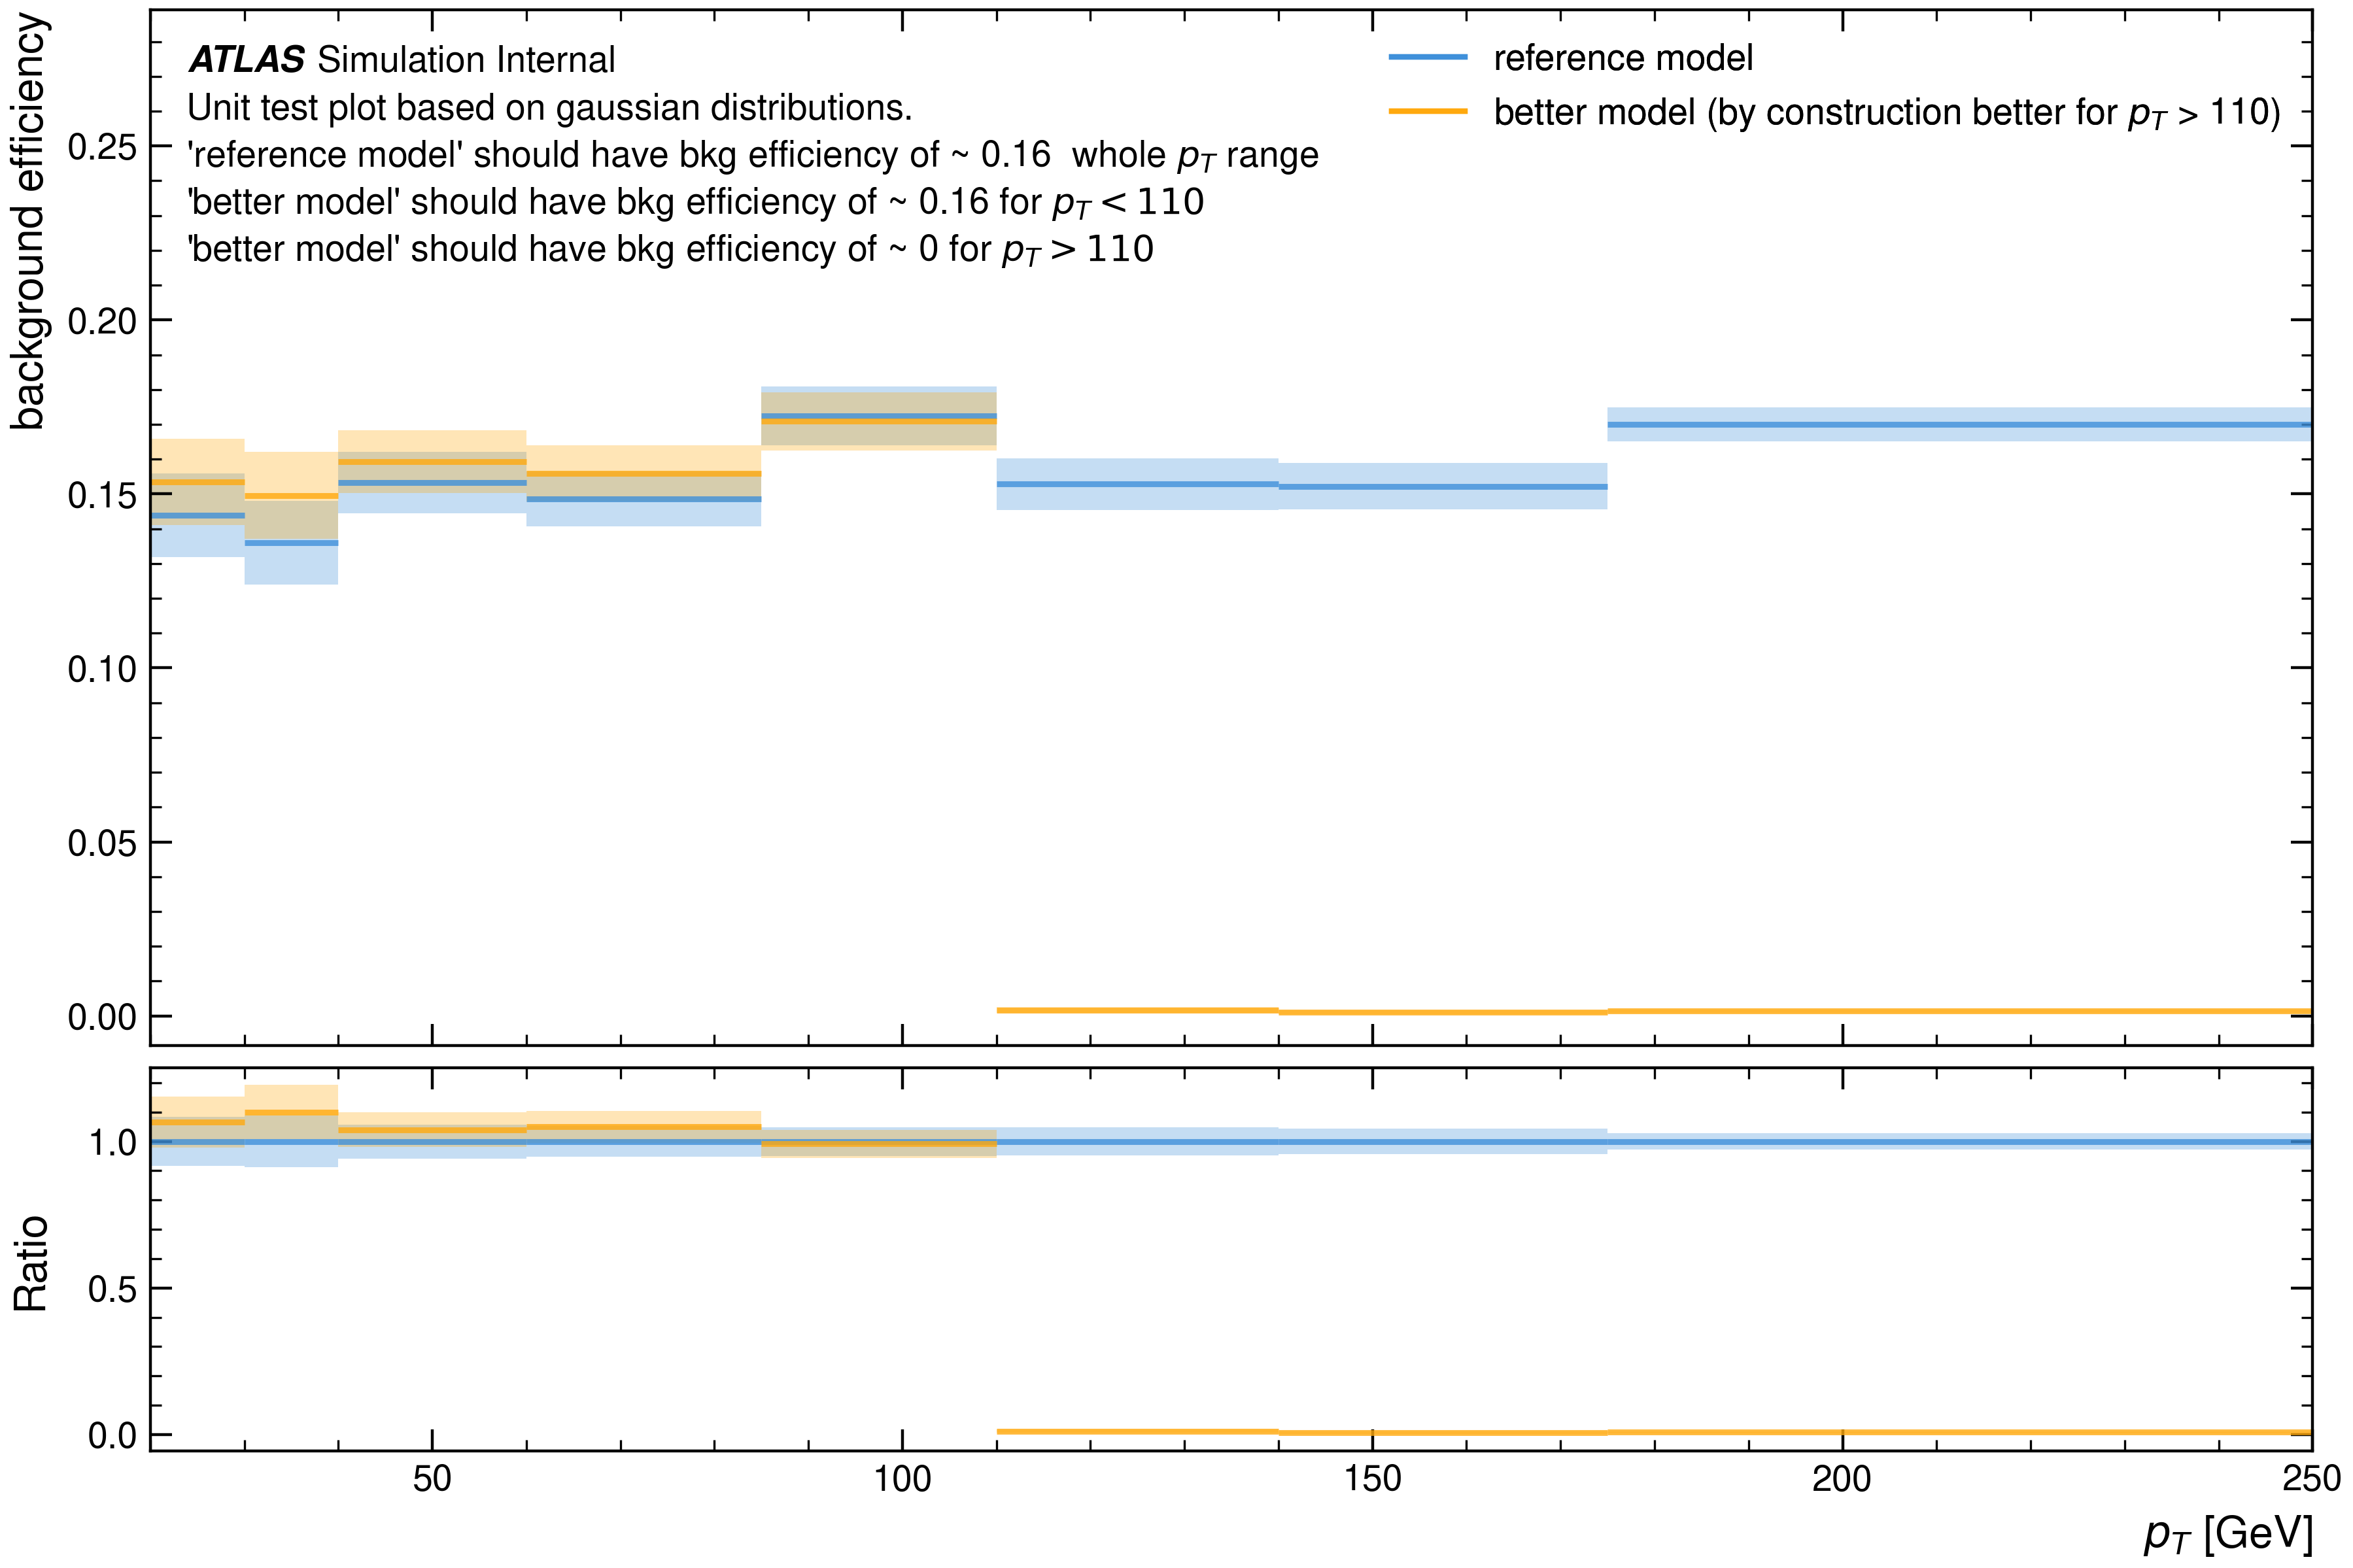 ATLAS Simulation Internal
Unit test plot based on gaussian distributions.
'reference model' should have bkg efficiency of ~ 0.16  whole pT range
'better model' should have bkg efficiency of ~ 0.16 for pT < 110
'better model' should have bkg efficiency of ~ 0 for pT > 110
reference model
better model (by construction better for pT > 110)
background efficiency
0.25
0.20
0.15
0.10
0.05
0.00
Ratio
1.0
0.5
0.0
50 100 150 200 250
pT [GeV]